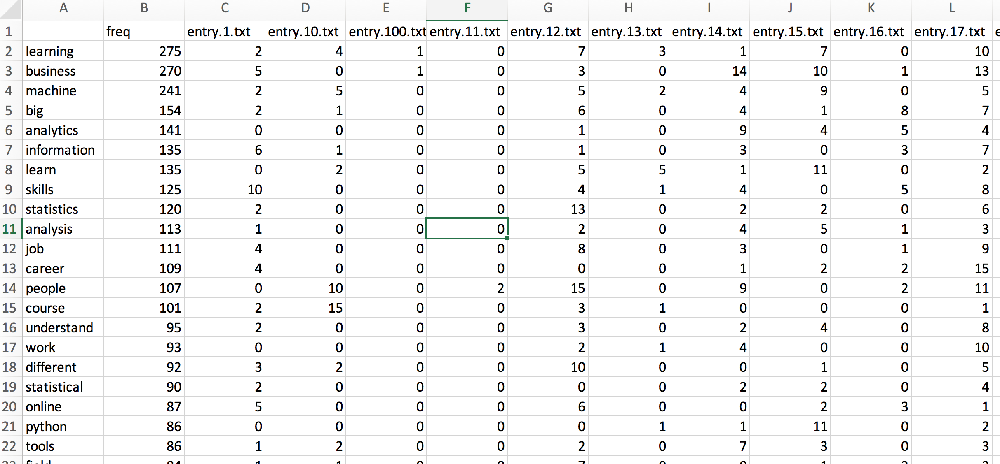 A B C D E F G H I J K L
1 freq entry.1.txt entry.10.txt entry.100.txt entry.11.txt entry.12.txt entry.13.txt entry.14.txt entry.15.txt entry.16.txt entry.17.txt
2 learning 275 2 4 1 0 7 3 1 7 0 10
3 business 270 5 0 1 0 3 0 14 10 1 13
4 machine 241 2 5 0 0 5 2 4 9 0 5
5 big 154 2 1 0 0 6 0 4 1 8 7
6 analytics 141 0 0 0 0 1 0 9 4 5 4
7 information 135 6 1 0 0 1 0 3 0 3 7
8 learn 135 0 2 0 0 5 5 1 11 0 2
9 skills 125 10 0 0 0 4 1 4 0 5 8
10 statistics 120 2 0 0 0 13 0 2 2 0 6
11 analysis 113 1 0 0 0 2 0 4 5 1 3
12 job 111 4 0 0 0 8 0 3 0 1 9
13 career 109 4 0 0 0 0 0 1 2 2 15
14 people 107 0 10 0 2 15 0 9 0 2 11
15 course 101 2 15 0 0 3 1 0 0 0 1
16 understand 95 2 0 0 0 3 0 2 4 0 8
17 work 93 0 0 0 0 2 1 4 0 0 10
18 different 92 3 2 0 0 10 0 0 1 0 5
19 statistical 90 2 0 0 0 0 0 2 2 0 4
20 online 87 5 0 0 0 6 0 0 2 3 1
21 python 86 0 0 0 0 0 1 1 11 0 2
22 tools 86 1 2 0 0 2 0 7 3 0 3